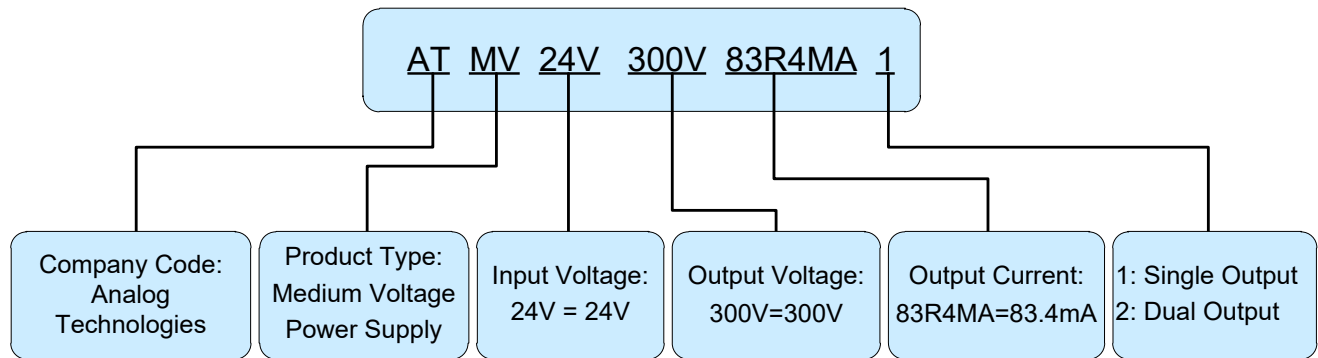 AT MV 24V 300V 83R4MA 1
Company Code:
Analog
Technologies
Product Type:
Medium Voltage
Power Supply
Input Voltage:
24V = 24V
Output Voltage:
300V=300V
Output Current:
83R4MA=83.4mA
1: Single Output
2: Dual Output